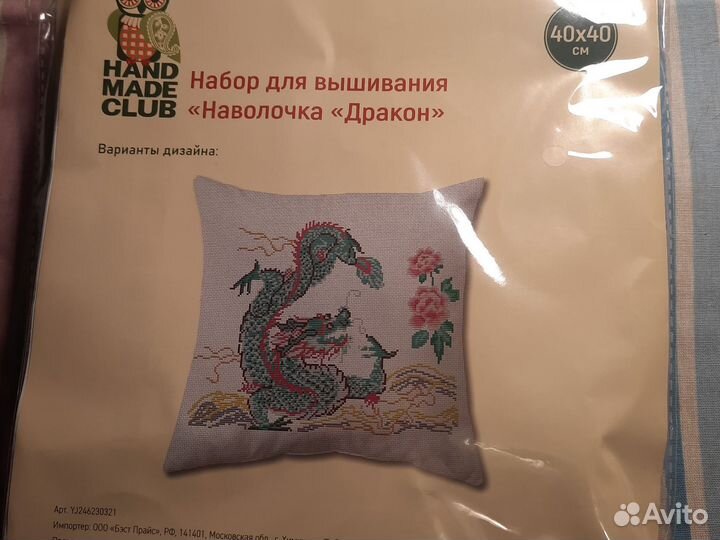 HAND
MADE
CLUB
40х40
см
Набор для вышивания
«Наволочка «Дракон»
Варианты дизайна:
Арт. YJ246230321
Импортер: ООО «Бэст Прайс», РФ, 141401, Московская обл., г.
Avito